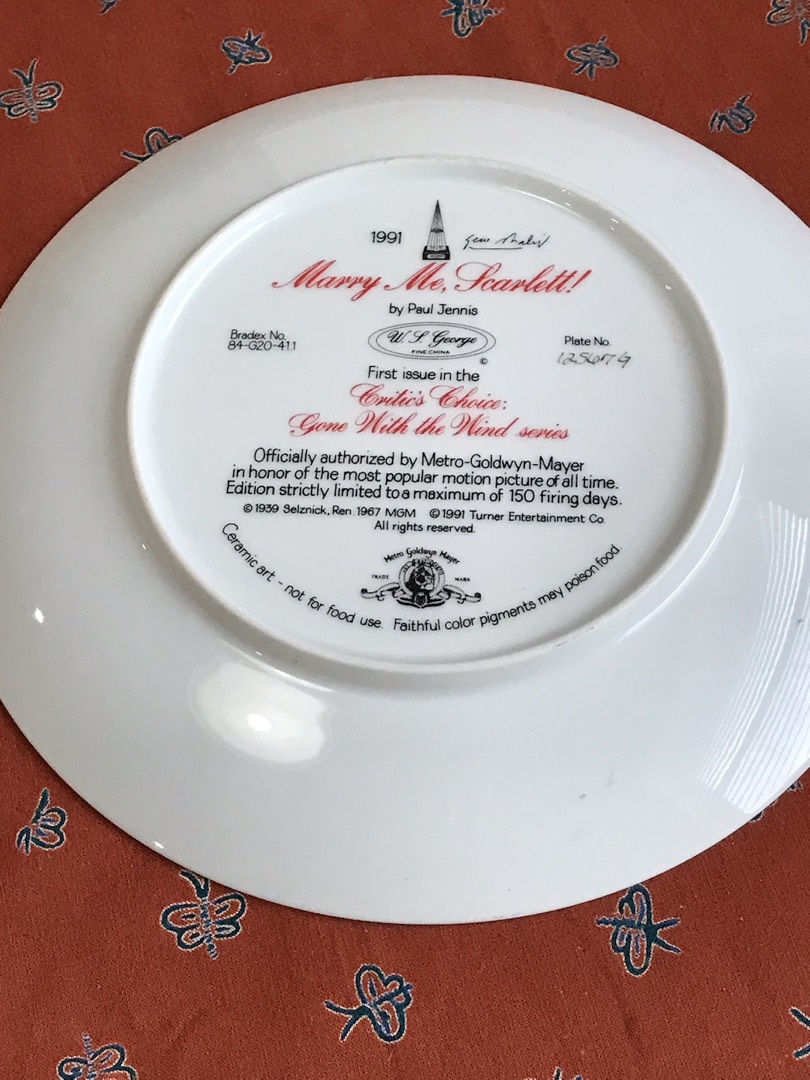 1991
Marry Me, Scarlett!
by Paul Jennis
Bradex No.
84-G20-41.1
W. S. George
FINE CHINA
©
Plate No.
First issue in the
Critic's Choice:
Gone With the Wind series
Officially authorized by Metro-Goldwyn-Mayer
in honor of the most popular motion picture of all time.
Edition strictly limited to a maximum of 150 firing days.
© 1939 Selznick, Ren. 1967 MGM © 1991 Turner Entertainment Co.
All rights reserved.
Metro Goldwyn Mayer
TRADE MARK
Ceramic art - not for food use. Faithful color pigments may poison food.